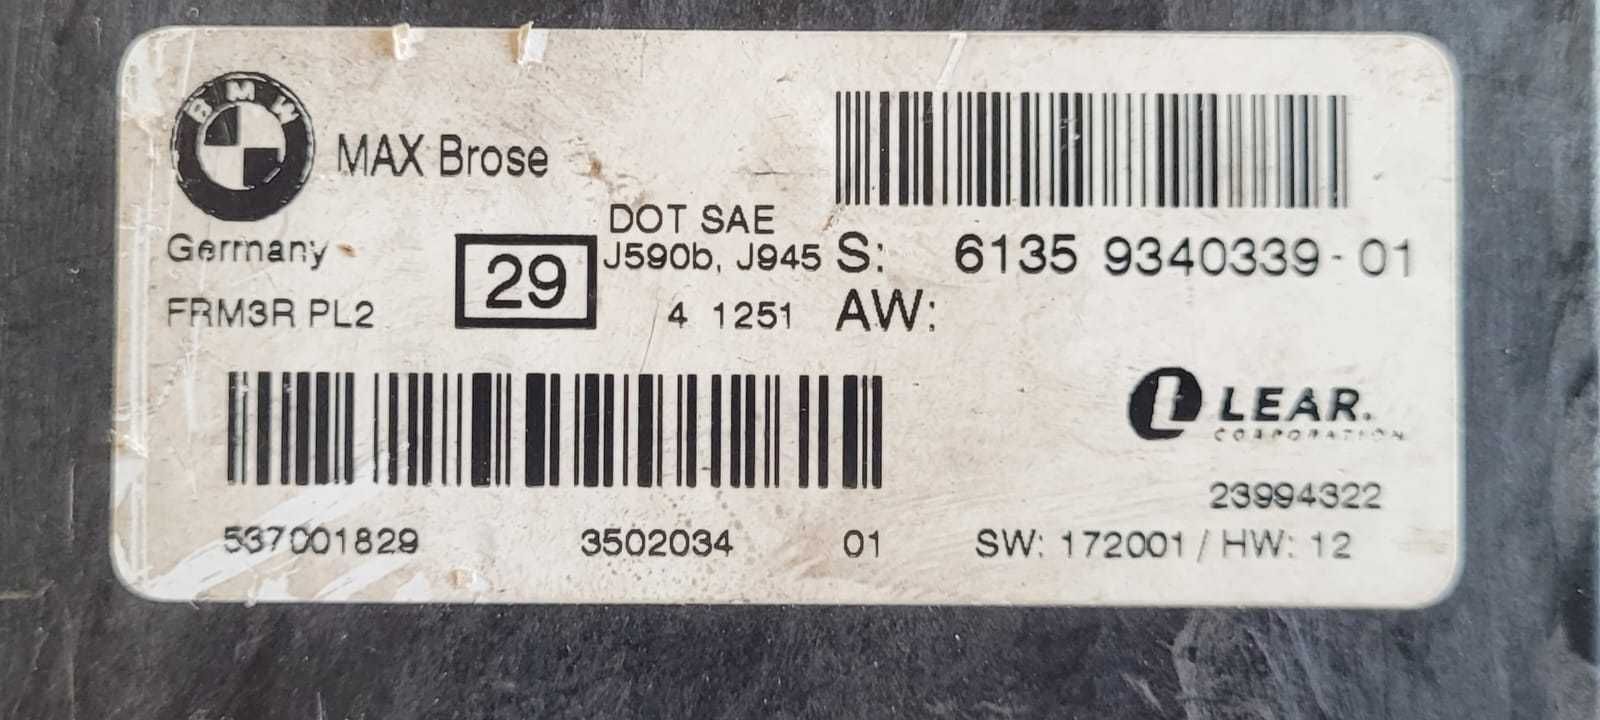 BMW
MAX Brose
Germany
FRM3R PL2
29
DOT SAE
J590b, J945
4 1251
S: 6135 9340339-01
AW:
LEAR.
CORPORATION
23994322
537001829 3502034 01 SW: 172001 / HW: 12